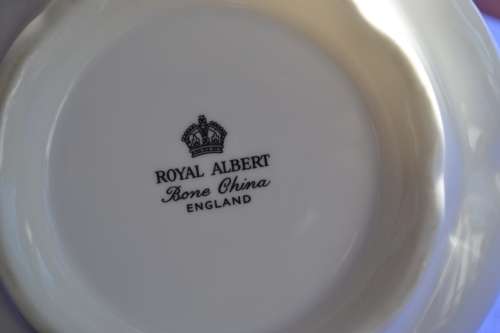 ROYAL ALBERT
Bone China
ENGLAND